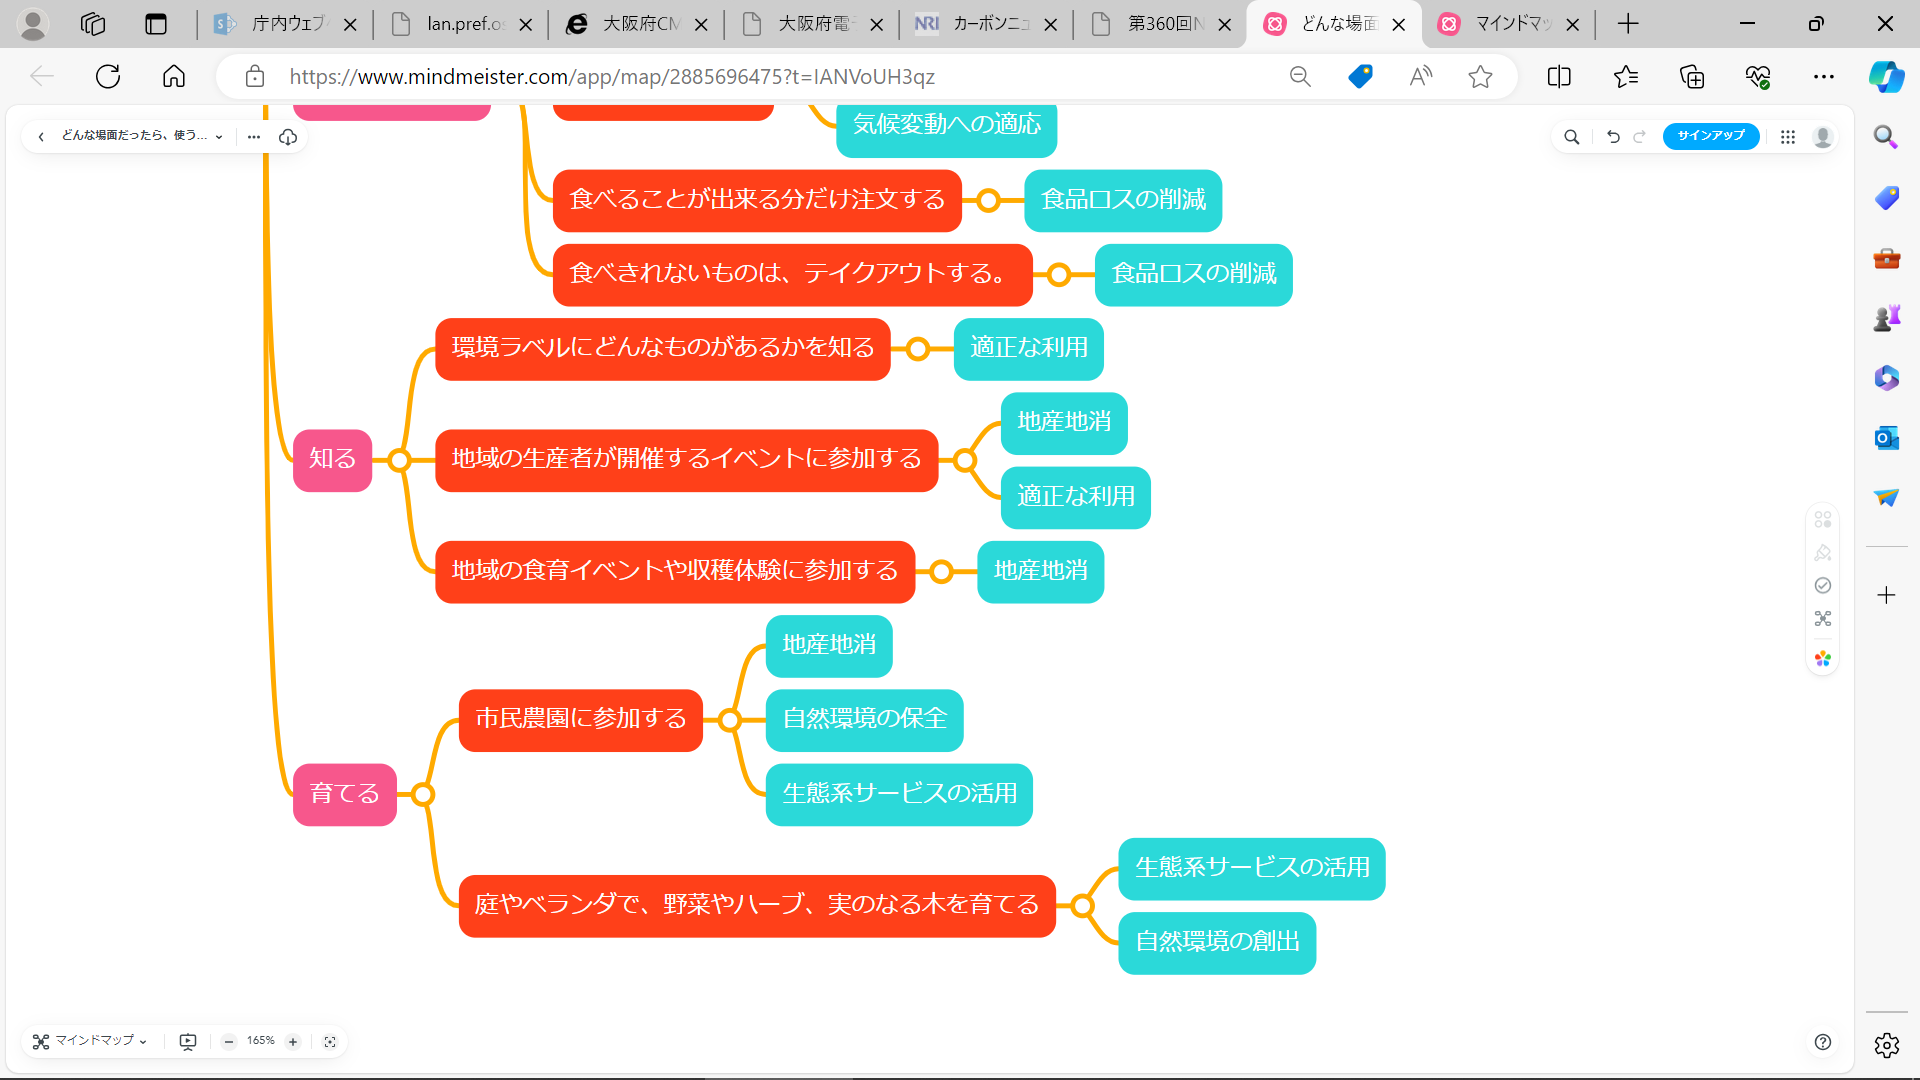 庁内ウェブ
lan.pref.os
大阪府CM
大阪府電子
NRI カーボンニュ
第360回N
どんな場面
マインドマッ
https://www.mindmeister.com/app/map/2885696475?t=IANVoUH3qz
どんな場面だったら、使う...
サインアップ
気候変動への適応
食べることが出来る分だけ注文する
食品ロスの削減
食べきれないものは、テイクアウトする。
食品ロスの削減
環境ラベルにどんなものがあるかを知る
適正な利用
地産地消
知る
地域の生産者が開催するイベントに参加する
適正な利用
地域の食育イベントや収穫体験に参加する
地産地消
地産地消
市民農園に参加する
自然環境の保全
育てる
生態系サービスの活用
生態系サービスの活用
庭やベランダで、野菜やハーブ、実のなる木を育てる
自然環境の創出
マインドマップ
165%